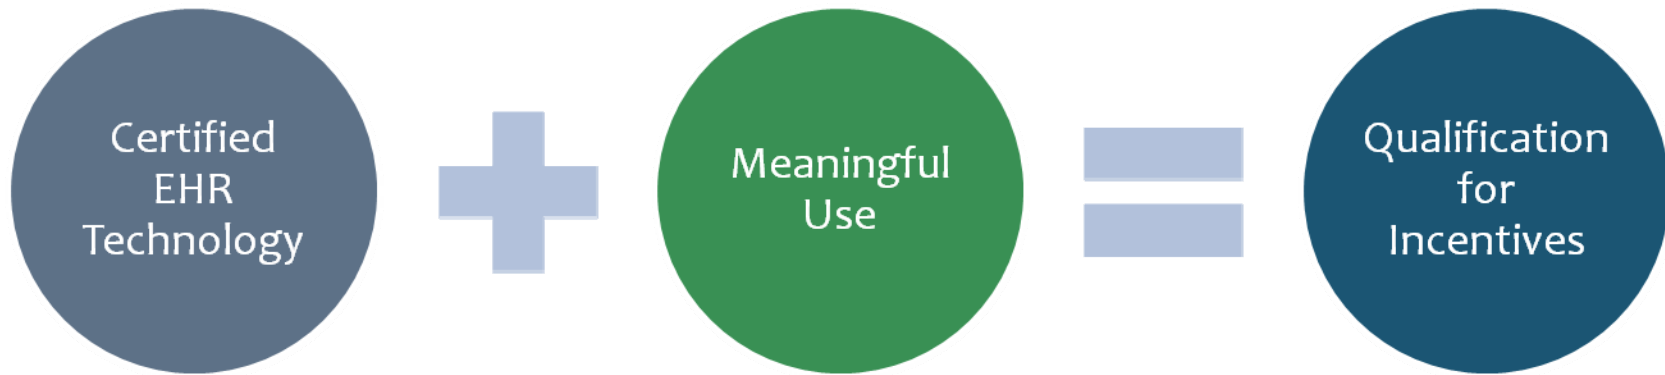 Certified
EHR
Technology
Meaningful
Use
Qualification
for
Incentives